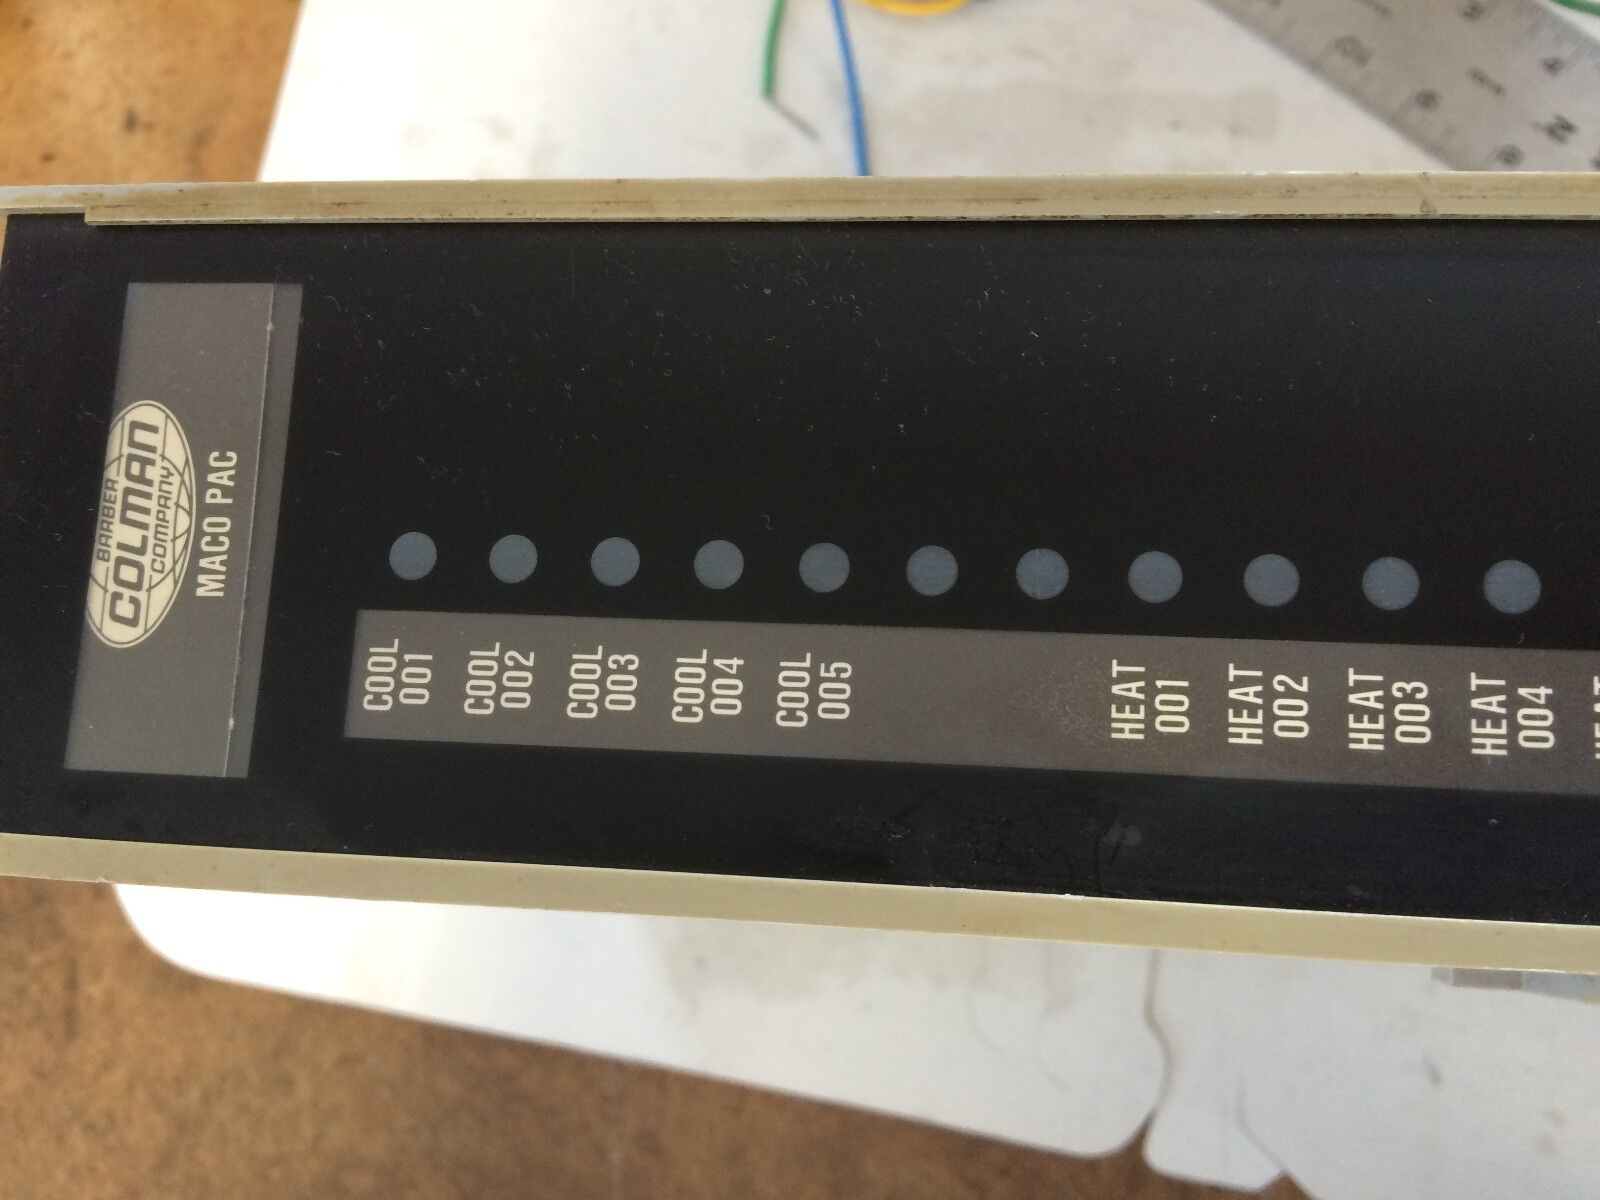 BARBER
COLMAN
COMPANY
MACO PAC
COOL
001
COOL
002
COOL
003
COOL
004
COOL
005
HEAT
001
HEAT
002
HEAT
003
HEAT
004